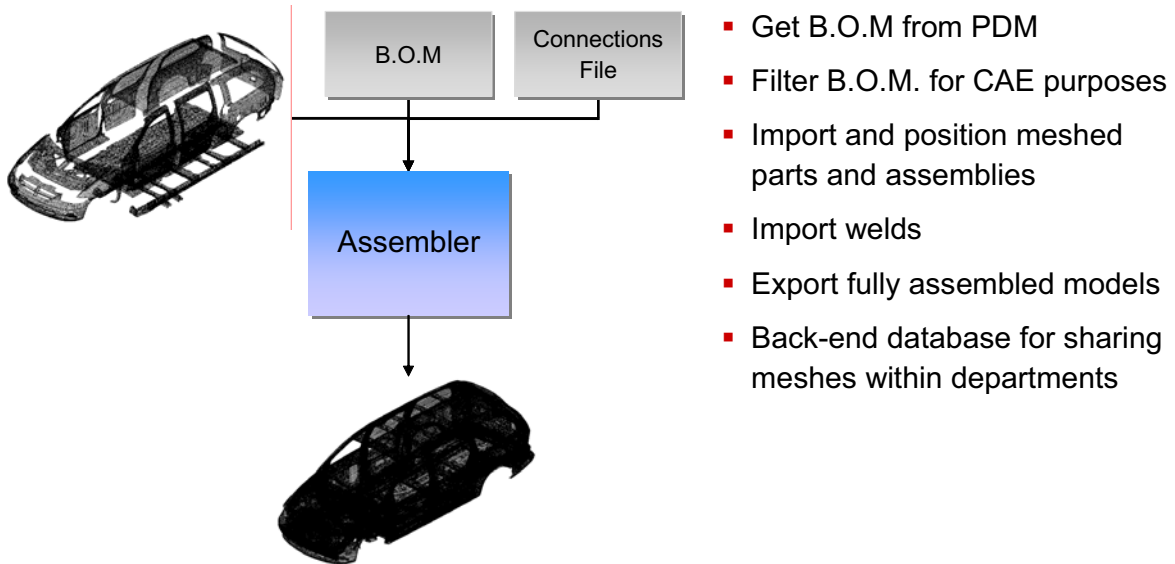 B.O.M
Connections
File
Assembler
▪ Get B.O.M from PDM
▪ Filter B.O.M. for CAE purposes
▪ Import and position meshed
parts and assemblies
▪ Import welds
▪ Export fully assembled models
▪ Back-end database for sharing
meshes within departments